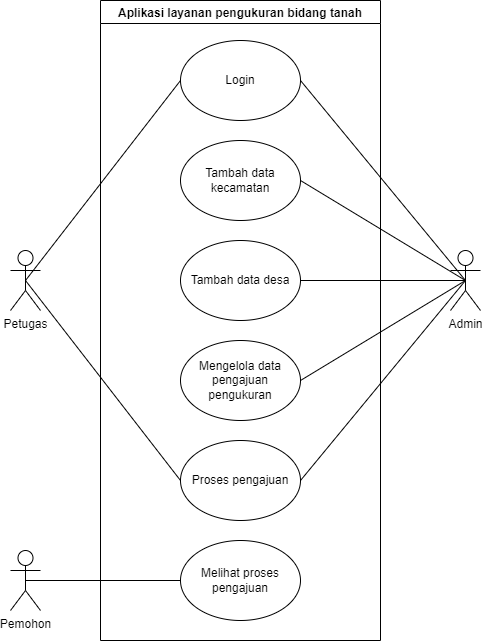 Aplikasi layanan pengukuran bidang tanah
Login
Tambah data
kecamatan
Tambah data desa
Petugas
Admin
Mengelola data
pengajuan
pengukuran
Proses pengajuan
Melihat proses
pengajuan
Pemohon